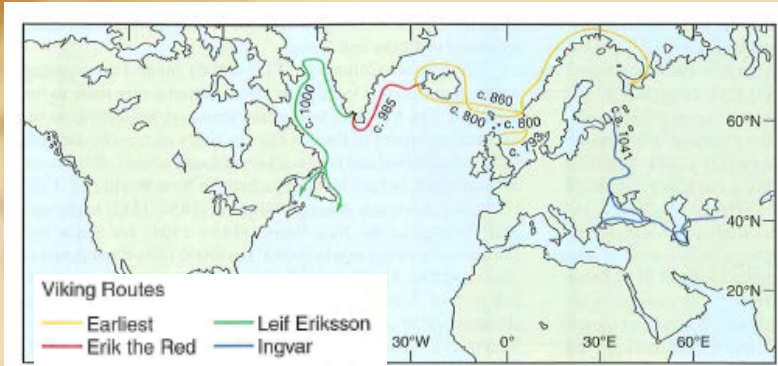 80°N
c. 1000
c. 985
c. 860
c. 800
c. 800
c. 793
c.a. 1041
60°N
40°N
20°N
Viking Routes
Earliest
Leif Eriksson
Erik the Red
Ingvar
30°W
0°
30°E
60°E